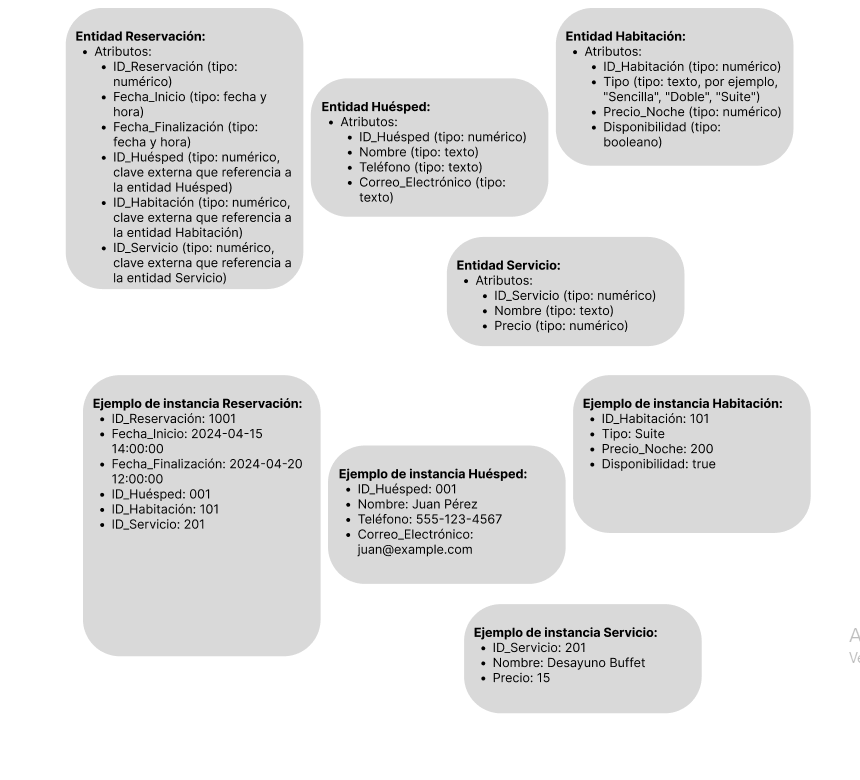 Entidad Reservación:
• Atributos:
• ID_Reservación (tipo:
numérico)
• Fecha_Inicio (tipo: fecha y
hora)
• Fecha_Finalización (tipo:
fecha y hora)
• ID_Huésped (tipo: numérico,
clave externa que referencia a
la entidad Huésped)
• ID_Habitación (tipo: numérico,
clave externa que referencia a
la entidad Habitación)
• ID_Servicio (tipo: numérico,
clave externa que referencia a
la entidad Servicio)
Entidad Huésped:
• Atributos:
• ID_Huésped (tipo: numérico)
• Nombre (tipo: texto)
• Teléfono (tipo: texto)
• Correo_Electrónico (tipo:
texto)
Entidad Habitación:
• Atributos:
• ID_Habitación (tipo: numérico)
• Tipo (tipo: texto, por ejemplo,
"Sencilla", "Doble", "Suite")
• Precio_Noche (tipo: numérico)
• Disponibilidad (tipo:
booleano)
Entidad Servicio:
• Atributos:
• ID_Servicio (tipo: numérico)
• Nombre (tipo: texto)
• Precio (tipo: numérico)
Ejemplo de instancia Reservación:
• ID_Reservación: 1001
• Fecha_Inicio: 2024-04-15
14:00:00
• Fecha_Finalización: 2024-04-20
12:00:00
• ID_Huésped: 001
• ID_Habitación: 101
• ID_Servicio: 201
Ejemplo de instancia Huésped:
• ID_Huésped: 001
• Nombre: Juan Pérez
• Teléfono: 555-123-4567
• Correo_Electrónico:
juan@example.com
Ejemplo de instancia Habitación:
• ID_Habitación: 101
• Tipo: Suite
• Precio_Noche: 200
• Disponibilidad: true
Ejemplo de instancia Servicio:
• ID_Servicio: 201
• Nombre: Desayuno Buffet
• Precio: 15